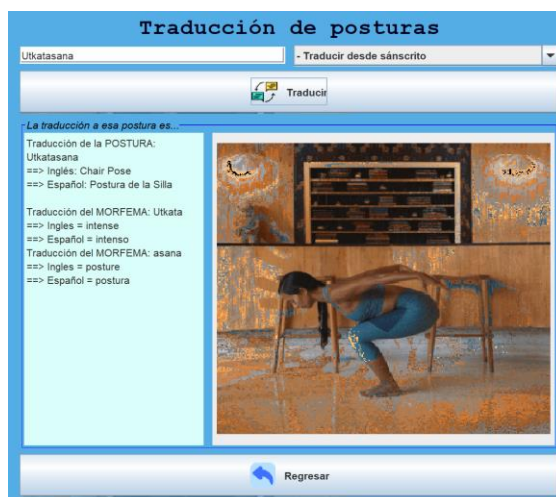 Traducción de posturas
Utkatasana
- Traducir desde sánscrito
Traducir
La traducción a esa postura es...
Traducción de la POSTURA:
Utkatasana
==> Inglés: Chair Pose
==> Español: Postura de la Silla
Traducción del MORFEMA: Utkata
==> Ingles = intense
==> Español = intenso
Traducción del MORFEMA: asana
==> Ingles = posture
==> Español = postura
Regresar